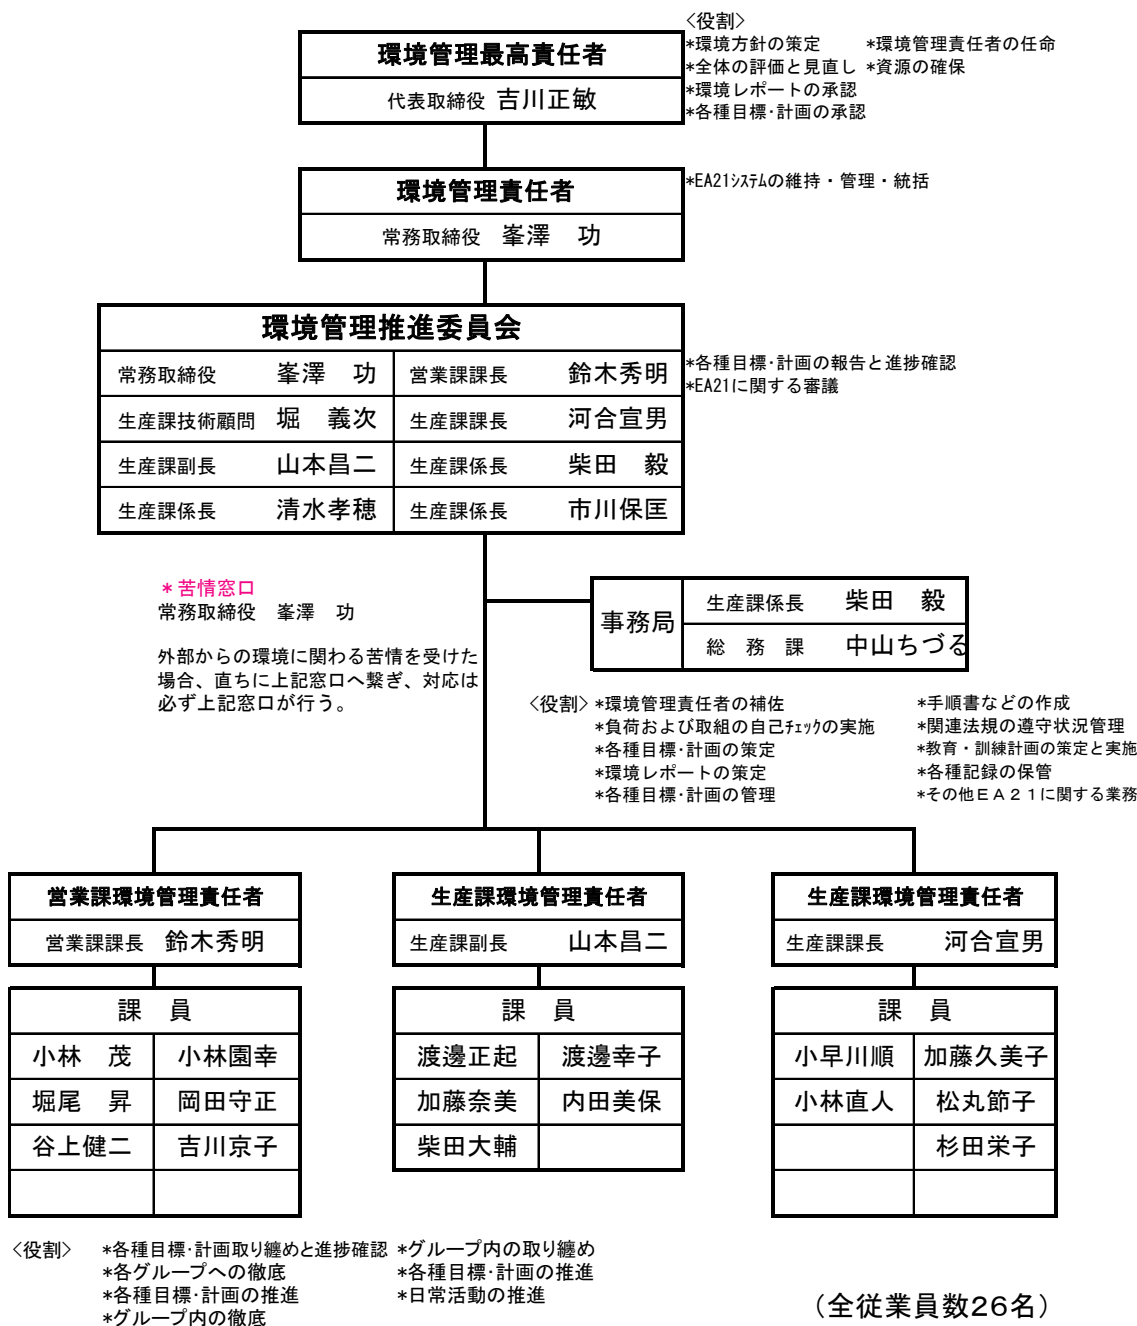 〈役割〉
環境管理最高責任者
*環境方針の策定 *環境管理責任者の任命
*全体の評価と見直し *資源の確保
代表取締役 吉川正敏
*環境レポートの承認
*各種目標・計画の承認
環境管理責任者
*EA21ｼｽﾃﾑの維持・管理・統括
常務取締役 峯澤 功
環境管理推進委員会
常務取締役 峯澤 功 営業課課長 鈴木秀明
*各種目標・計画の報告と進捗確認
*EA21に関する審議
生産課技術顧問 堀 義次 生産課課長 河合宣男
生産課副長 山本昌二 生産課係長 柴田 毅
生産課係長 清水孝穂 生産課係長 市川保匡
＊苦情窓口
常務取締役 峯澤 功
外部からの環境に関わる苦情を受けた
場合、直ちに上記窓口へ繋ぎ、対応は
必ず上記窓口が行う。
事務局
生産課係長 柴田 毅
総務課 中山ちづる
〈役割〉 *環境管理責任者の補佐 *手順書などの作成
*負荷および取組の自己ﾁｪｯｸの実施 *関連法規の遵守状況管理
*各種目標・計画の策定 *教育・訓練計画の策定と実施
*環境レポートの策定 *各種記録の保管
*各種目標・計画の管理 *その他ＥＡ２１に関する業務
営業課環境管理責任者
営業課課長 鈴木秀明
課 員
小林 茂 小林園幸
堀尾 昇 岡田守正
谷上健二 吉川京子
生産課環境管理責任者
生産課副長 山本昌二
課 員
渡邊正起 渡邊幸子
加藤奈美 内田美保
柴田大輔
生産課環境管理責任者
生産課課長 河合宣男
課 員
小早川順 加藤久美子
小林直人 松丸節子
杉田栄子
〈役割〉 *各種目標・計画取り纏めと進捗確認 *グループ内の取り纏め
*各グループへの徹底 *各種目標・計画の推進
*各種目標・計画の推進 *日常活動の推進
*グループ内の徹底
（全従業員数26名）